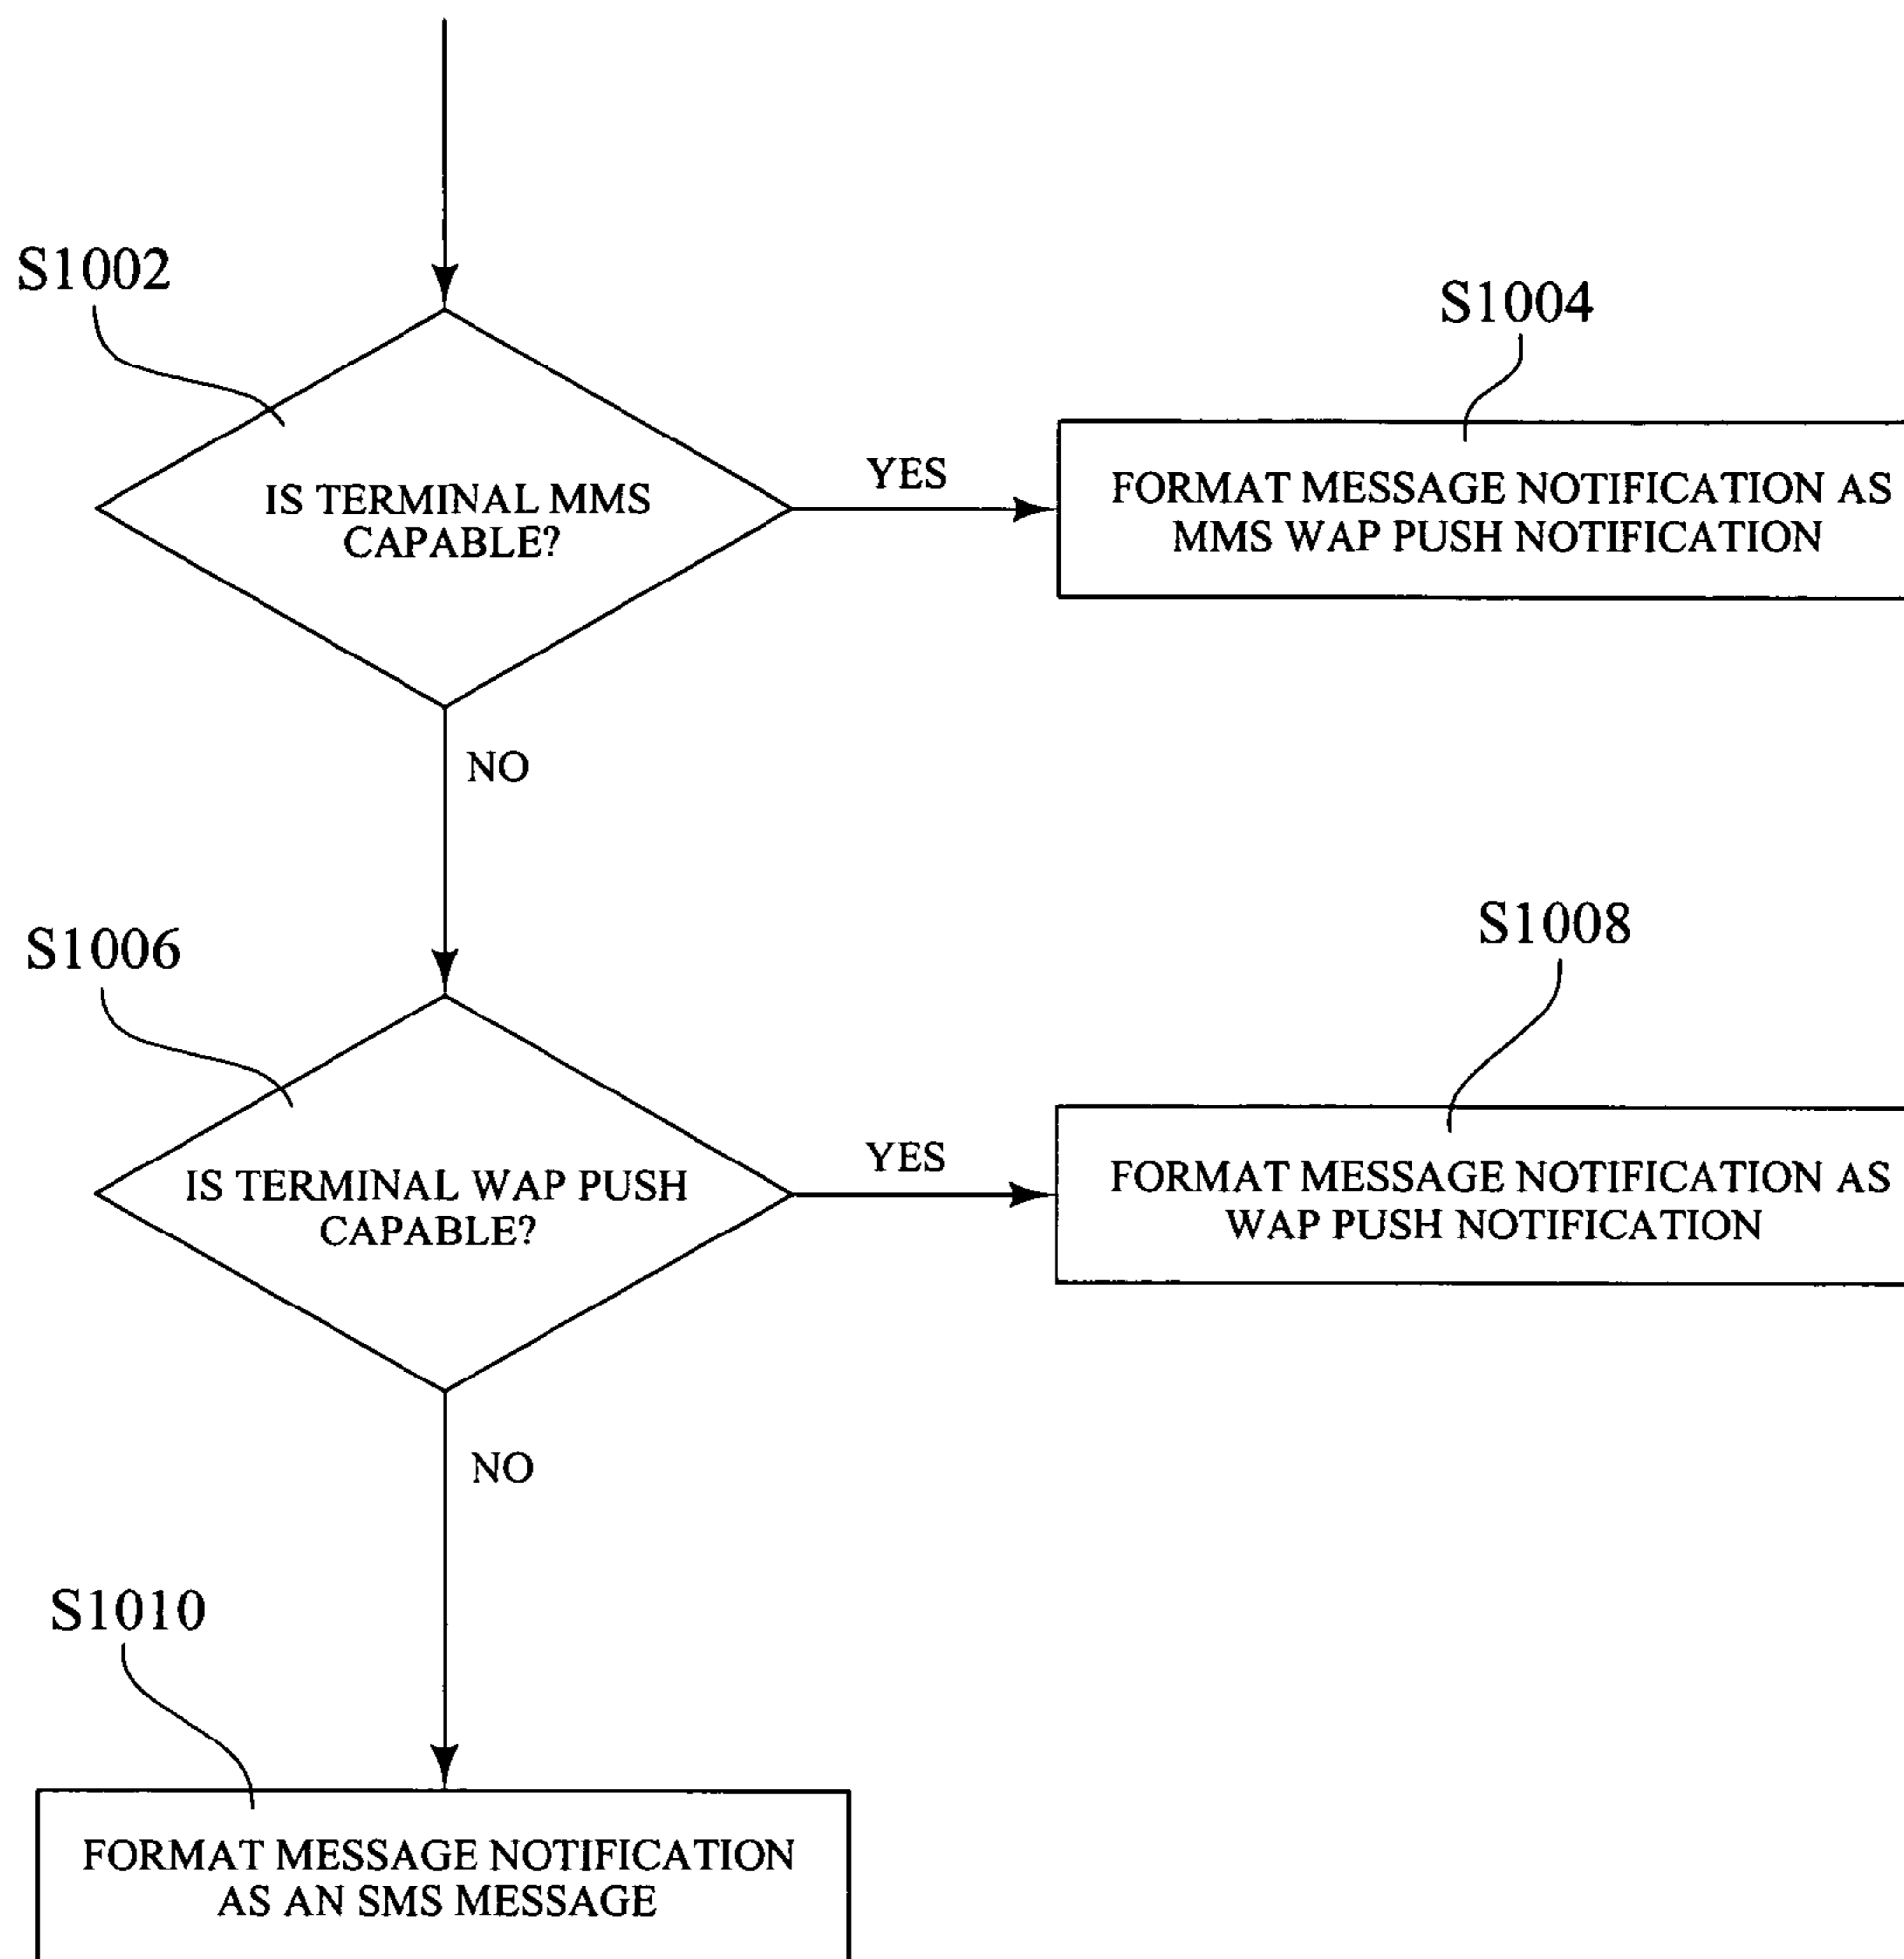 S1002
IS TERMINAL MMS
CAPABLE?
YES
S1004
FORMAT MESSAGE NOTIFICATION AS
MMS WAP PUSH NOTIFICATION
NO
S1006
IS TERMINAL WAP PUSH
CAPABLE?
YES
S1008
FORMAT MESSAGE NOTIFICATION AS
WAP PUSH NOTIFICATION
NO
S1010
FORMAT MESSAGE NOTIFICATION
AS AN SMS MESSAGE